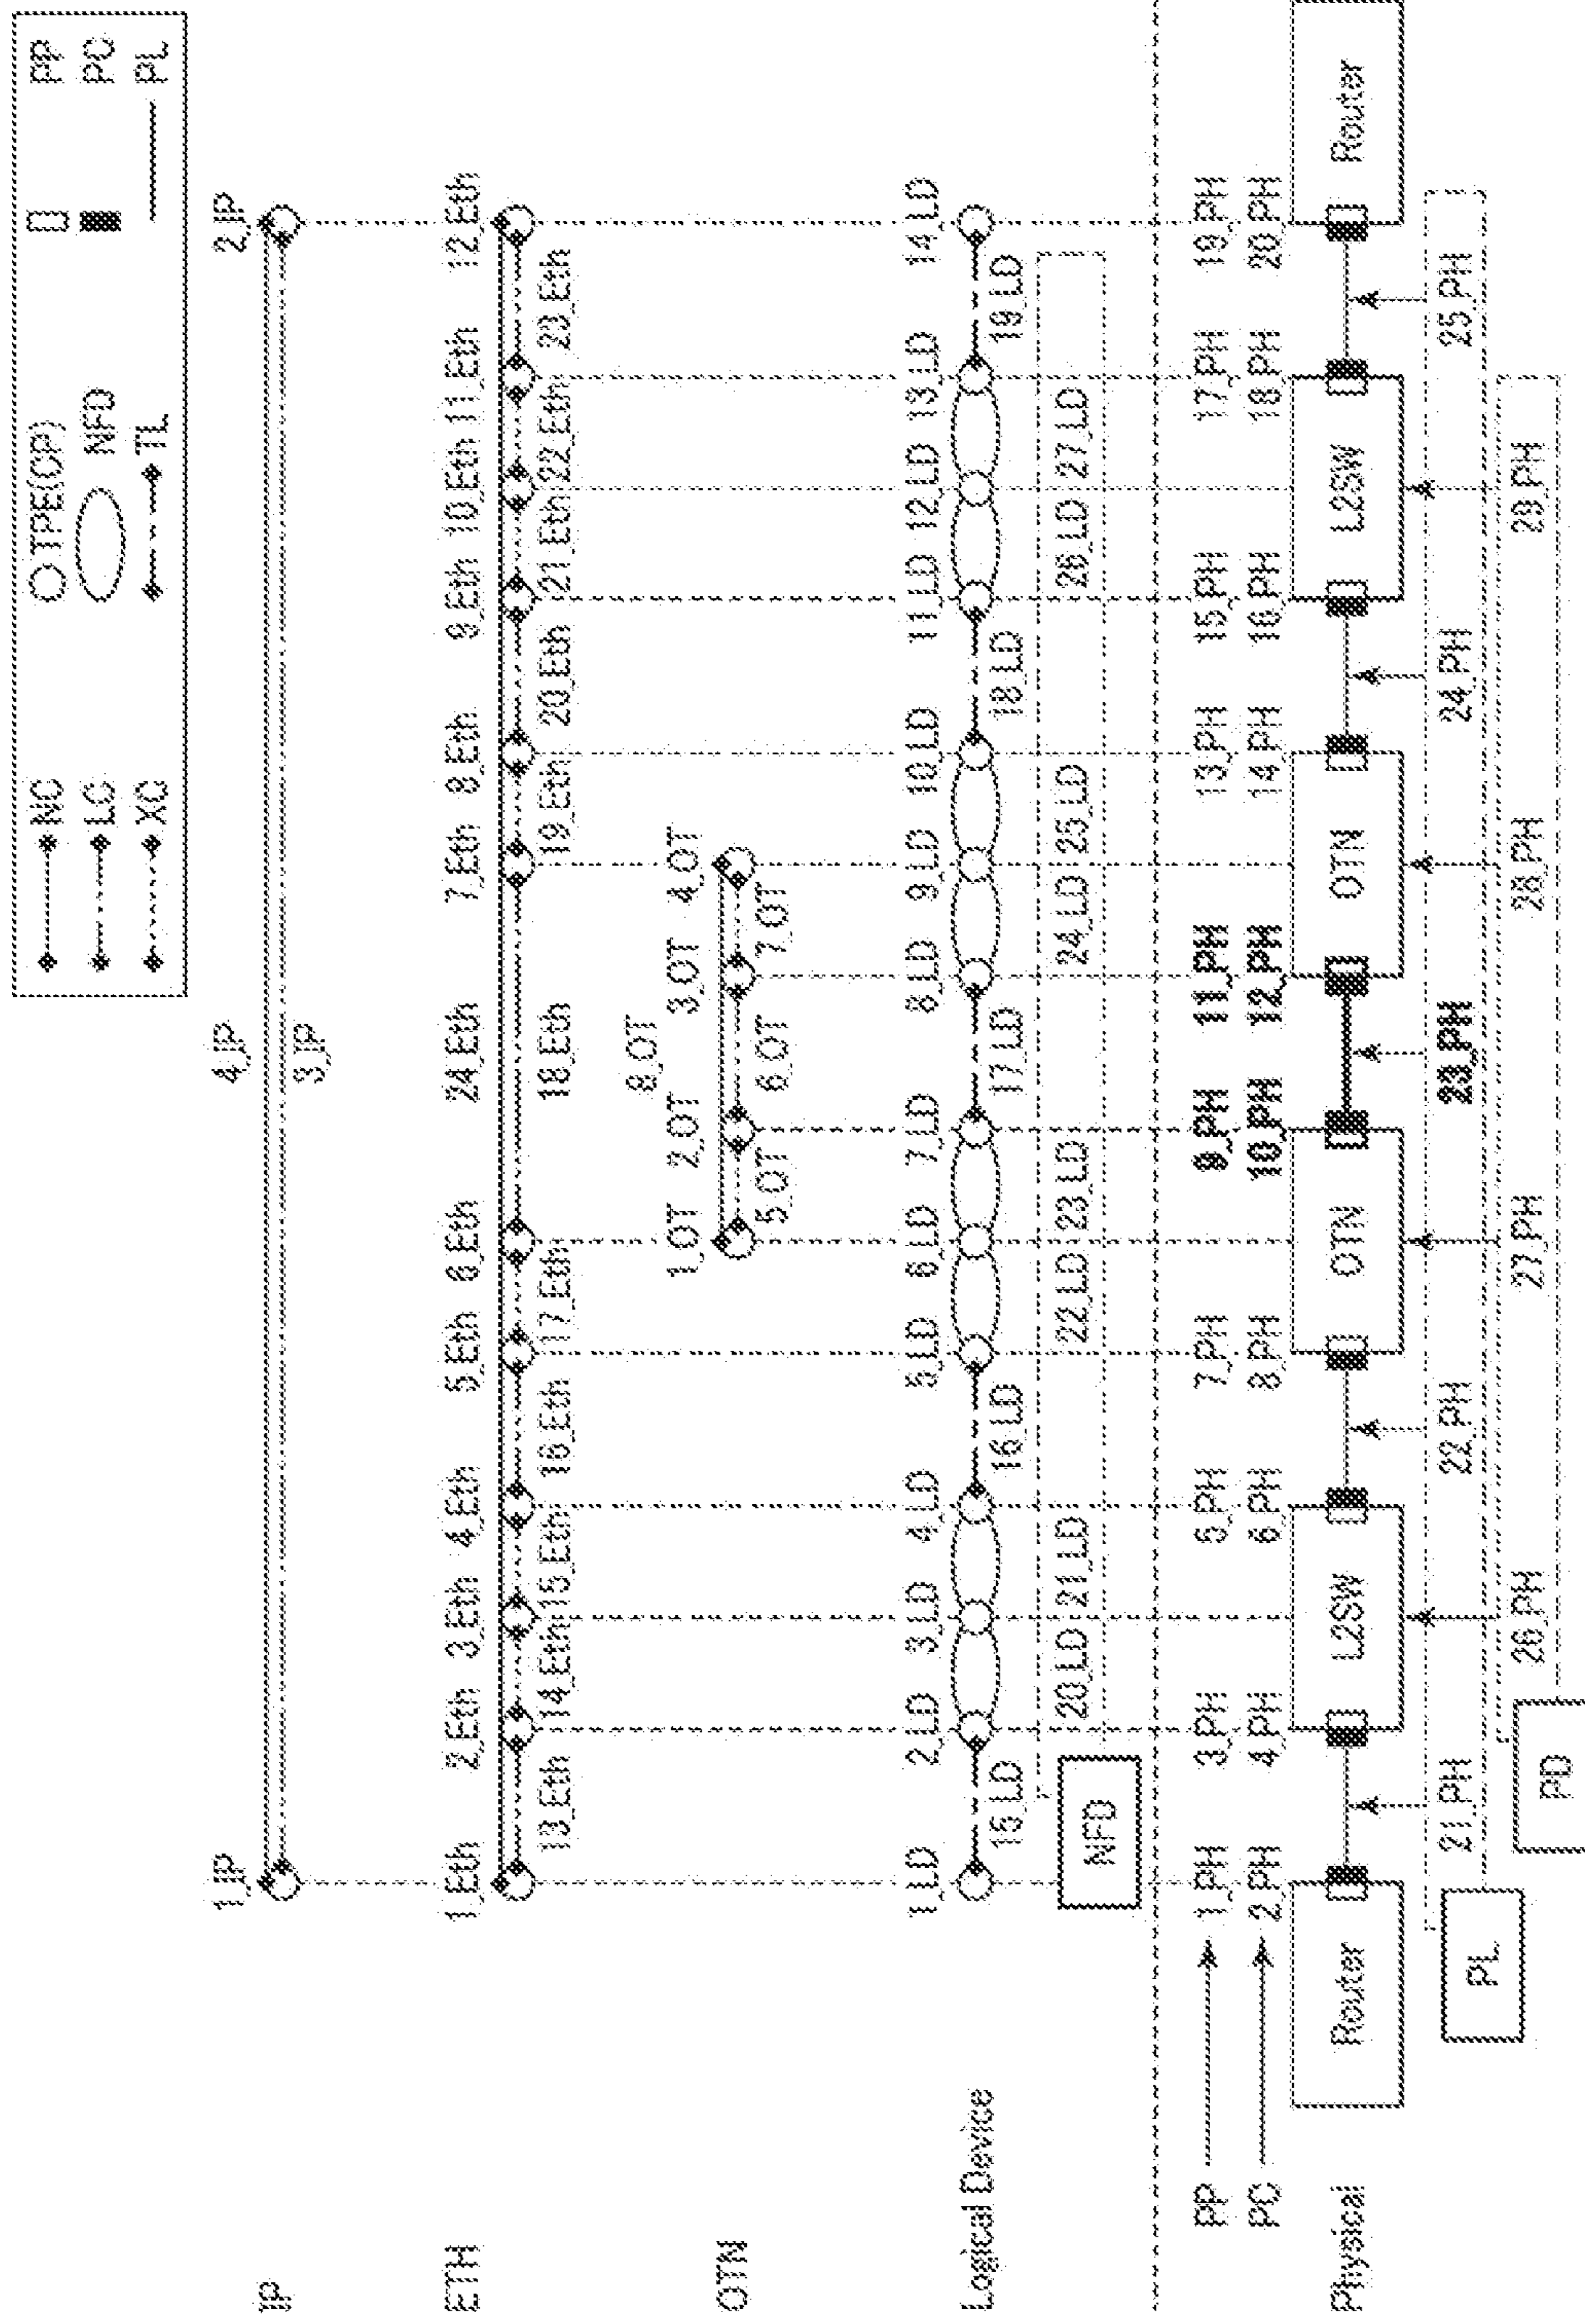 NC
TPE(CP)
PP
LC
NFD
PC
XC
TL
PL
IP
1_IP
4_IP
2_IP
3_IP
ETH
1_Eth 2_Eth 3_Eth 4_Eth 5_Eth 6_Eth 24_Eth 7_Eth 8_Eth 9_Eth 10_Eth 11_Eth 12_Eth
13_Eth 14_Eth 15_Eth 16_Eth 17_Eth 18_Eth 19_Eth 20_Eth 21_Eth 22_Eth 23_Eth
8_OT
1_OT 2_OT 3_OT 4_OT
OTN
5_OT 6_OT 7_OT
1_LD 2_LD 3_LD 4_LD 5_LD 6_LD 7_LD 8_LD 9_LD 10_LD 11_LD 12_LD 13_LD 14_LD
Logical Device
15_LD 16_LD 17_LD 18_LD 19_LD
NFD
20_LD 21_LD 22_LD 23_LD 24_LD 25_LD 26_LD 27_LD
PP
1_PH 3_PH 5_PH 7_PH 9_PH 11_PH 13_PH 15_PH 17_PH 19_PH
PC
2_PH 4_PH 6_PH 8_PH 10_PH 12_PH 14_PH 16_PH 18_PH 20_PH
Physical
Router L2SW OTN OTN L2SW Router
PL
21_PH 22_PH 23_PH 24_PH 25_PH
PD
26_PH 27_PH 28_PH 29_PH